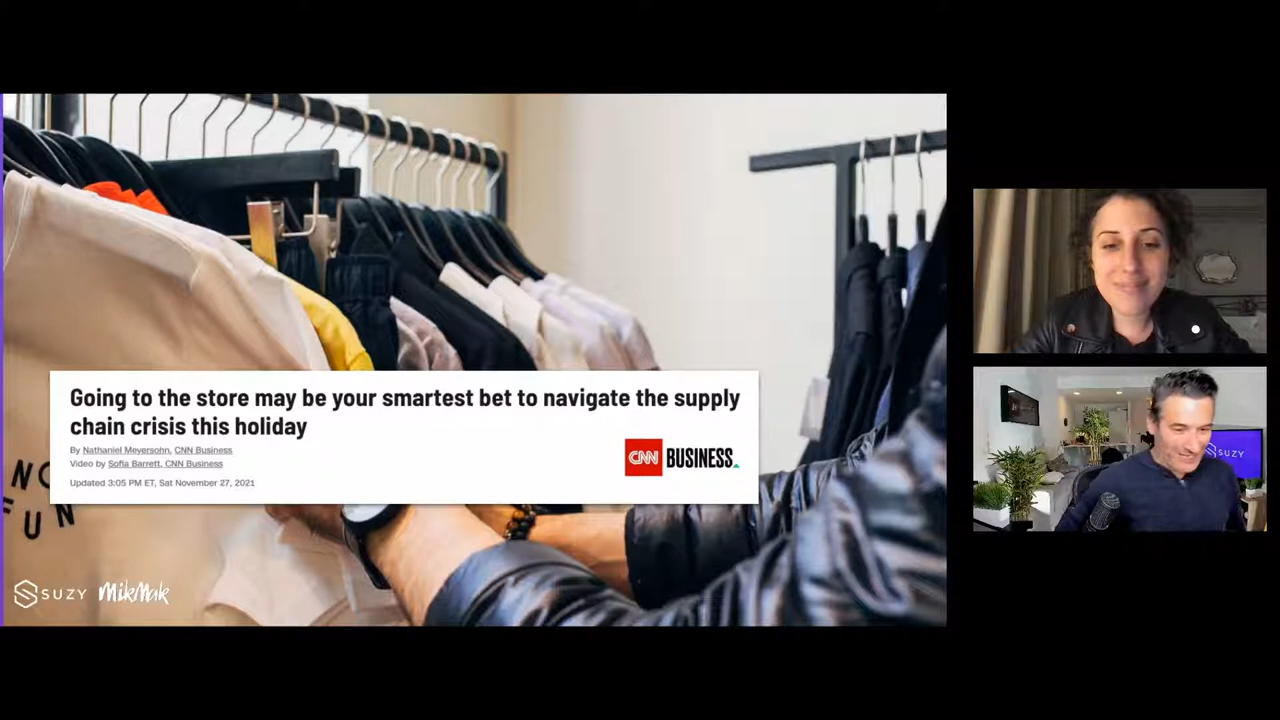 Going to the store may be your smartest bet to navigate the supply
chain crisis this holiday
By Nathaniel Meyersohn, CNN Business
Video by Sofia Barrett, CNN Business
Updated 3:05 PM ET, Sat November 27, 2021
CNN BUSINESS
NO
FUN
SUZY MikMak
SUZY